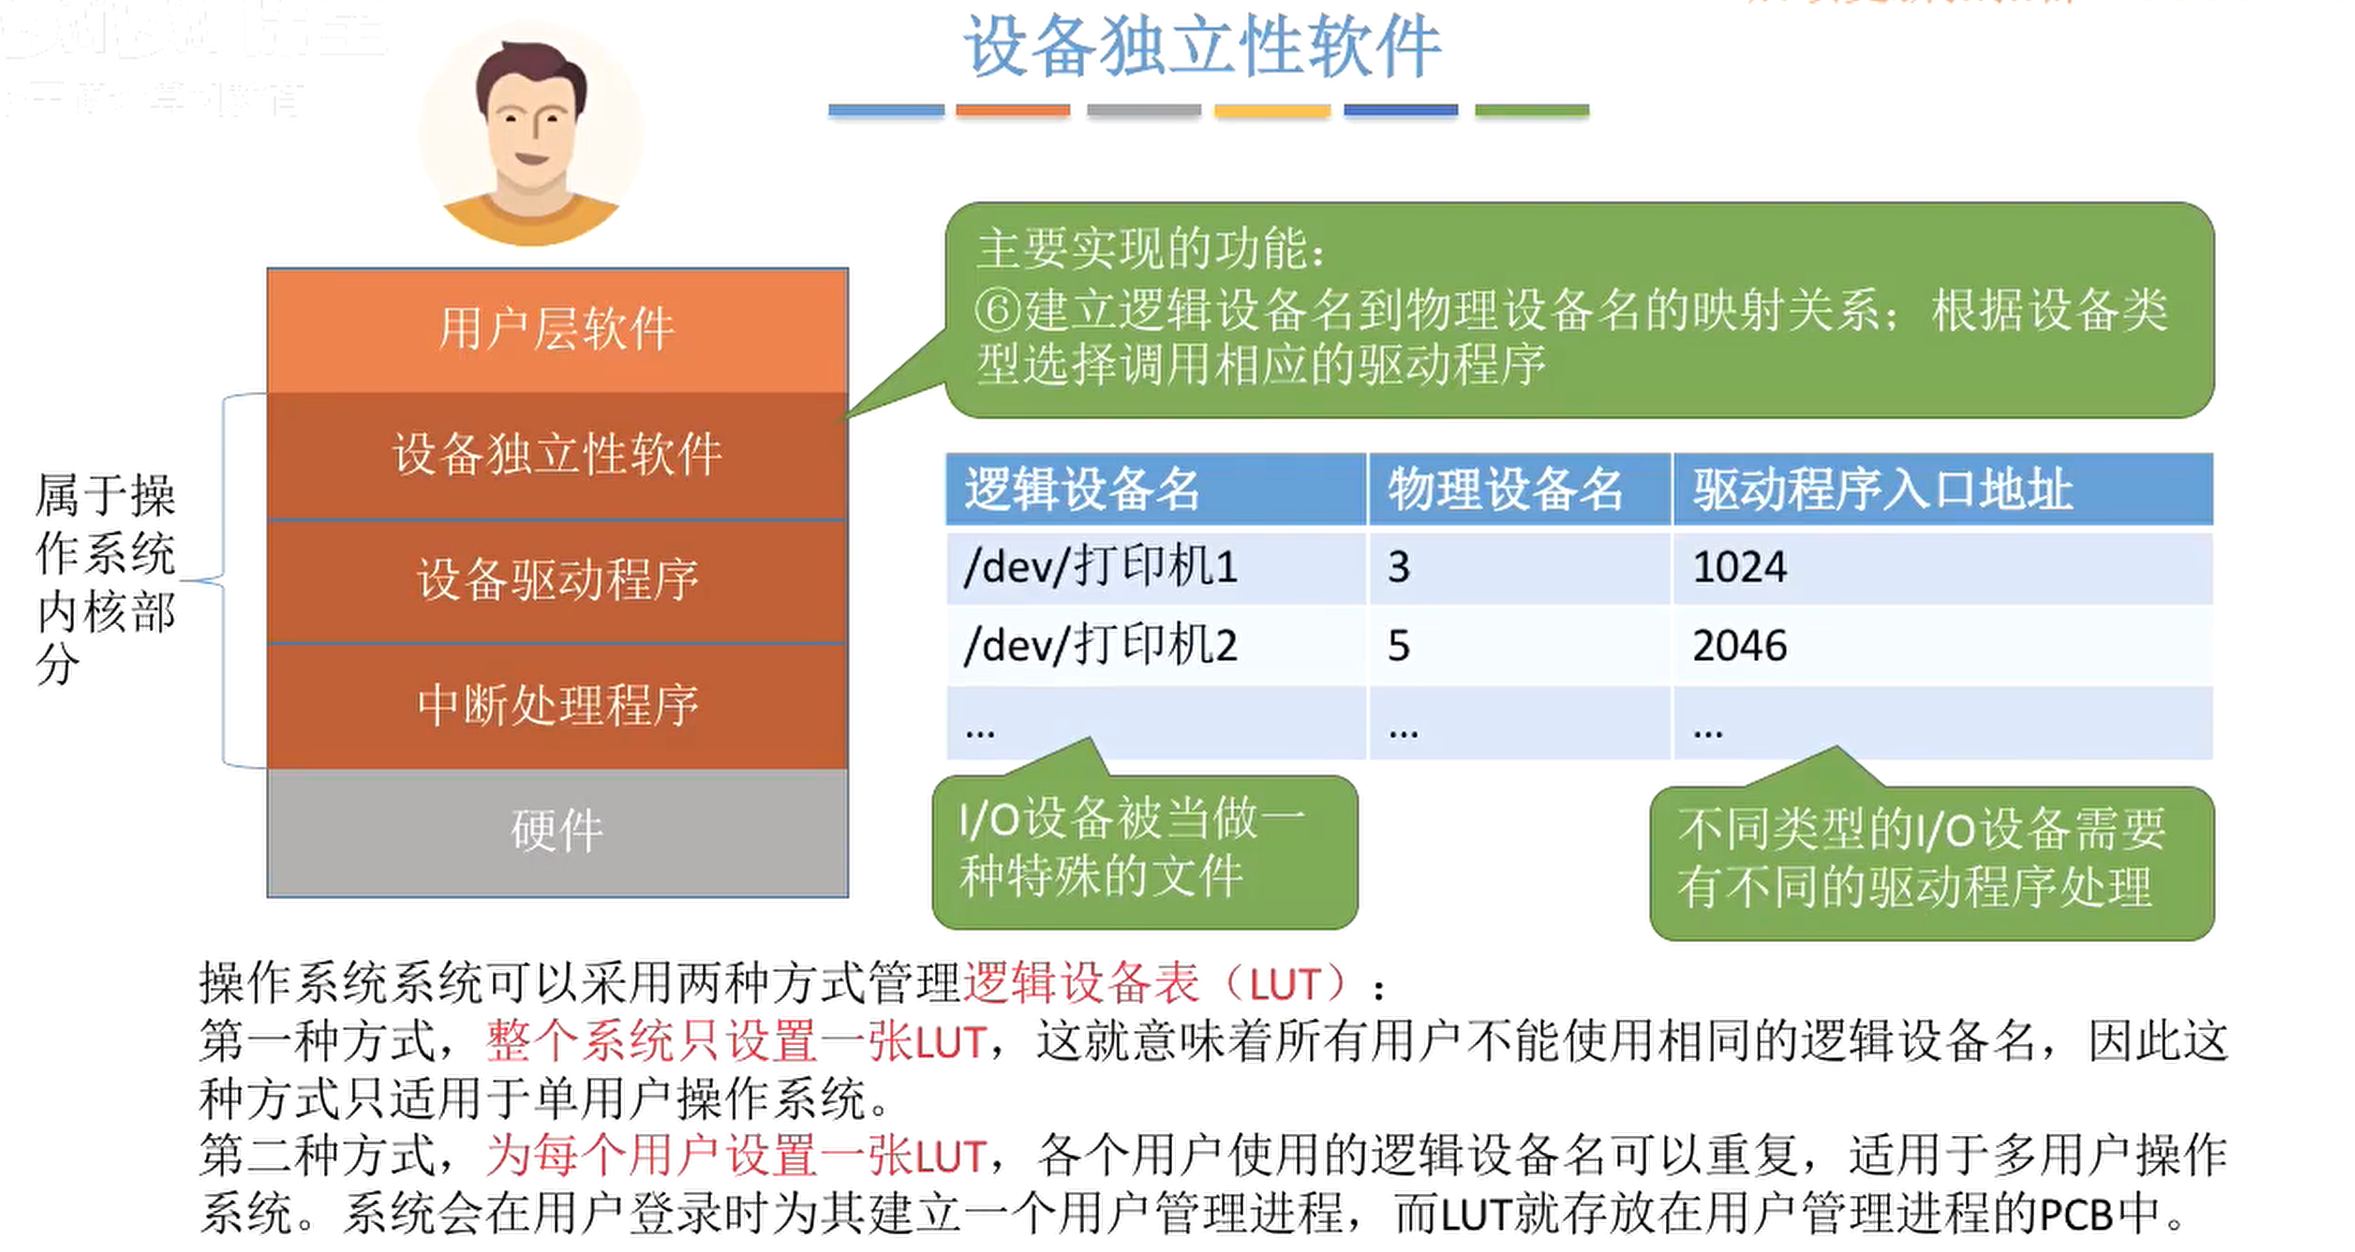 设备独立性软件
主要实现的功能：
⑥建立逻辑设备名到物理设备名的映射关系；根据设备类
型选择调用相应的驱动程序
用户层软件
设备独立性软件
设备驱动程序
中断处理程序
硬件
属于操
作系统
内核部
分
逻辑设备名 物理设备名 驱动程序入口地址
/dev/打印机1 3 1024
/dev/打印机2 5 2046
... ... ...
I/O设备被当做一
种特殊的文件
不同类型的I/O设备需要
有不同的驱动程序处理
操作系统系统可以采用两种方式管理逻辑设备表（LUT）：
第一种方式，整个系统只设置一张LUT，这就意味着所有用户不能使用相同的逻辑设备名，因此这
种方式只适用于单用户操作系统。
第二种方式，为每个用户设置一张LUT，各个用户使用的逻辑设备名可以重复，适用于多用户操作
系统。系统会在用户登录时为其建立一个用户管理进程，而LUT就存放在用户管理进程的PCB中。